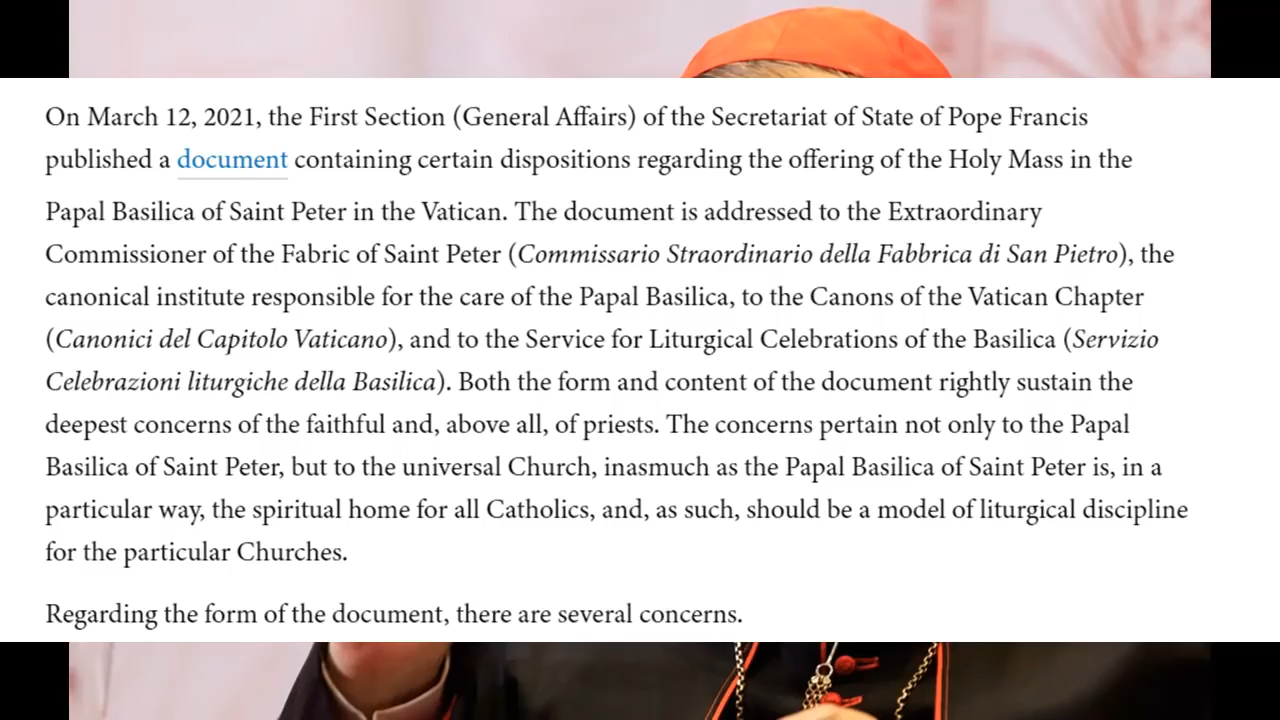 On March 12, 2021, the First Section (General Affairs) of the Secretariat of State of Pope Francis
published a document containing certain dispositions regarding the offering of the Holy Mass in the
Papal Basilica of Saint Peter in the Vatican. The document is addressed to the Extraordinary
Commissioner of the Fabric of Saint Peter (Commissario Straordinario della Fabbrica di San Pietro), the
canonical institute responsible for the care of the Papal Basilica, to the Canons of the Vatican Chapter
(Canonici del Capitolo Vaticano), and to the Service for Liturgical Celebrations of the Basilica (Servizio
Celebrazioni liturgiche della Basilica). Both the form and content of the document rightly sustain the
deepest concerns of the faithful and, above all, of priests. The concerns pertain not only to the Papal
Basilica of Saint Peter, but to the universal Church, inasmuch as the Papal Basilica of Saint Peter is, in a
particular way, the spiritual home for all Catholics, and, as such, should be a model of liturgical discipline
for the particular Churches.
Regarding the form of the document, there are several concerns.